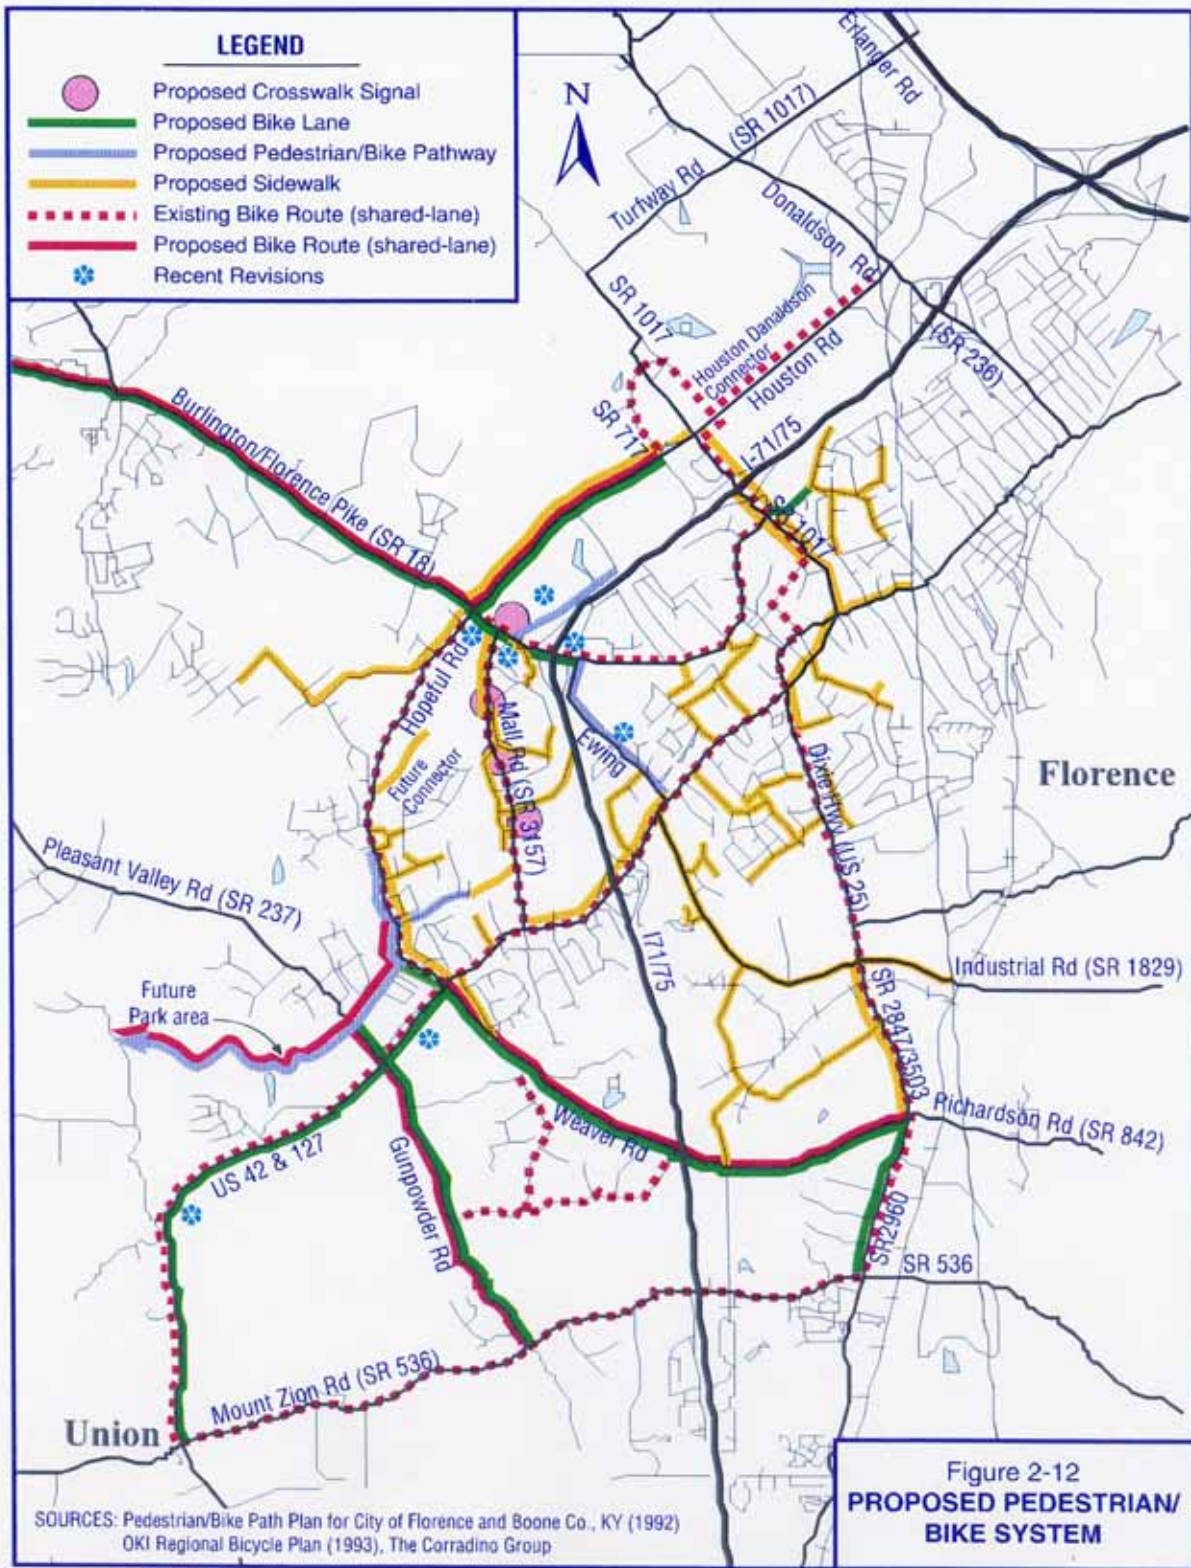 LEGEND
Proposed Crosswalk Signal
Proposed Bike Lane
Proposed Pedestrian/Bike Pathway
Proposed Sidewalk
Existing Bike Route (shared-lane)
Proposed Bike Route (shared-lane)
Recent Revisions
N
Erlanger Rd
(SR 1017)
Turfway Rd
Donaldson Rd
SR 1017
Houston Danaldson
Connector
Houston Rd
(SR 236)
SR 717
I-71/75
SR 1017
Burlington/Florence Pike (SR 18)
Hopeful Rd
Mall Rd (SR 3157)
Ewing
Future
Connector
Dixie Hwy (US 25)
Florence
Pleasant Valley Rd (SR 237)
I71/75
Industrial Rd (SR 1829)
Future
Park area
SR 2847/3503
Richardson Rd (SR 842)
Weaver Rd
US 42 & 127
Gunpowder Rd
SR2960
SR 536
Mount Zion Rd (SR 536)
Union
SOURCES: Pedestrian/Bike Path Plan for City of Florence and Boone Co., KY (1992)
OKI Regional Bicycle Plan (1993), The Corradino Group
Figure 2-12
PROPOSED PEDESTRIAN/
BIKE SYSTEM